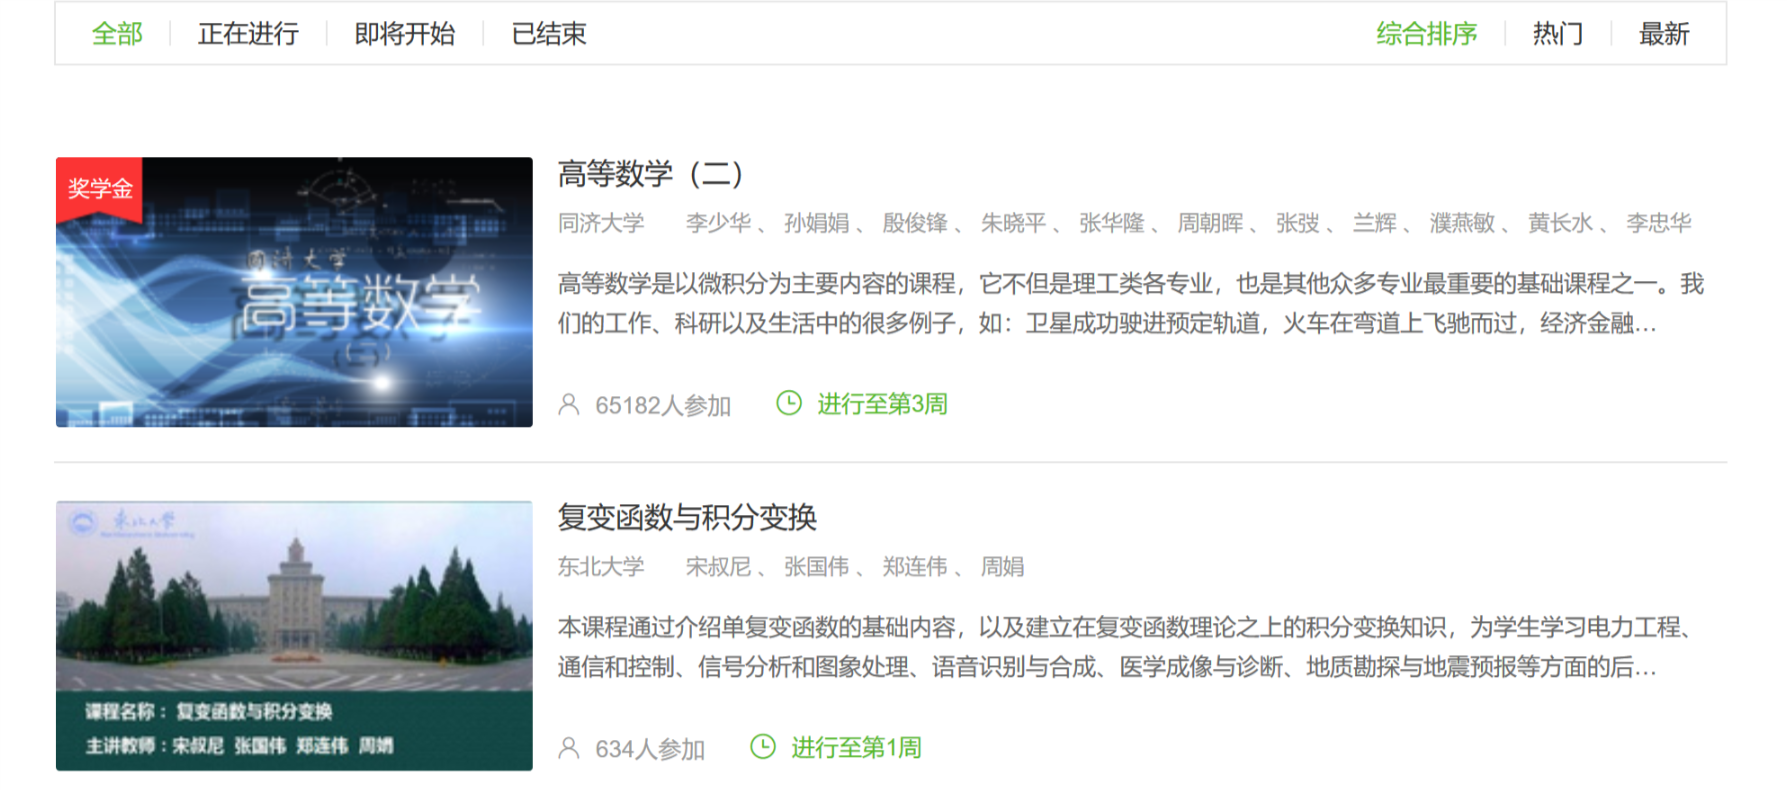 全部 正在进行 即将开始 已结束 综合排序 热门 最新
奖学金
同济大学
高等数学
(二)
高等数学（二）
同济大学 李少华 、 孙娟娟 、 殷俊锋 、 朱晓平 、 张华隆 、 周朝晖 、 张弢 、 兰辉 、 濮燕敏 、 黄长水 、 李忠华
高等数学是以微积分为主要内容的课程，它不但是理工类各专业，也是其他众多专业最重要的基础课程之一。我
们的工作、科研以及生活中的很多例子，如：卫星成功驶进预定轨道，火车在弯道上飞驰而过，经济金融...
65182人参加 进行至第3周
东北大学
课程名称：复变函数与积分变换
主讲教师：宋叔尼 张国伟 郑连伟 周娟
复变函数与积分变换
东北大学 宋叔尼 、 张国伟 、 郑连伟 、 周娟
本课程通过介绍单复变函数的基础内容，以及建立在复变函数理论之上的积分变换知识，为学生学习电力工程、
通信和控制、信号分析和图象处理、语音识别与合成、医学成像与诊断、地质勘探与地震预报等方面的后...
634人参加 进行至第1周